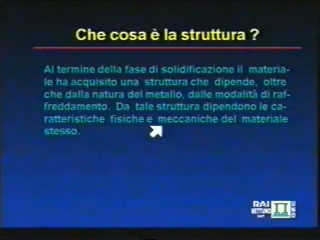 Che cosa è la struttura ?
Al termine della fase di solidificazione il materia-
le ha acquisito una struttura che dipende, oltre
che dalla natura del metallo, dalle modalità di raf-
freddamento. Da tale struttura dipendono le ca-
ratteristiche fisiche e meccaniche del materiale
stesso.
RAI
NETTUNO
SAT